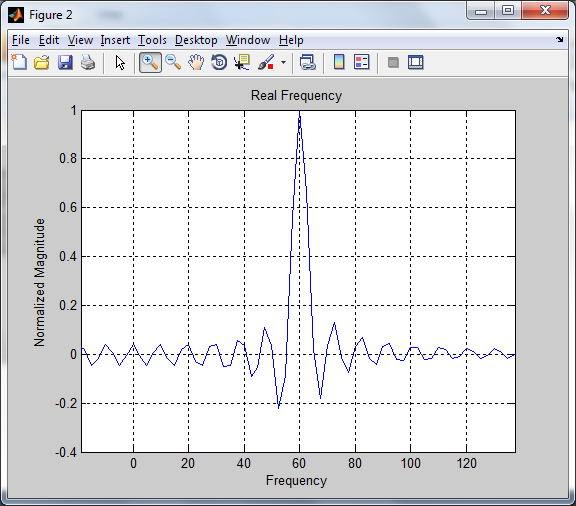 Figure 2
File Edit View Insert Tools Desktop Window Help
Real Frequency
1
0.8
0.6
0.4
0.2
0
-0.2
-0.4
Normalized Magnitude
0 20 40 60 80 100 120
Frequency